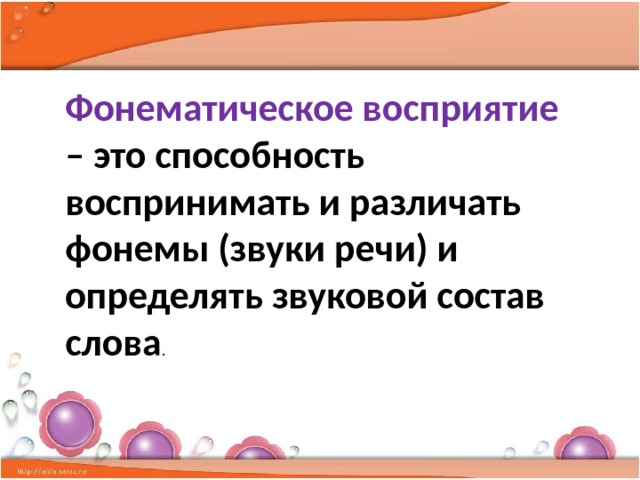 Фонематическое восприятие
– это способность
воспринимать и различать
фонемы (звуки речи) и
определять звуковой состав
слова.